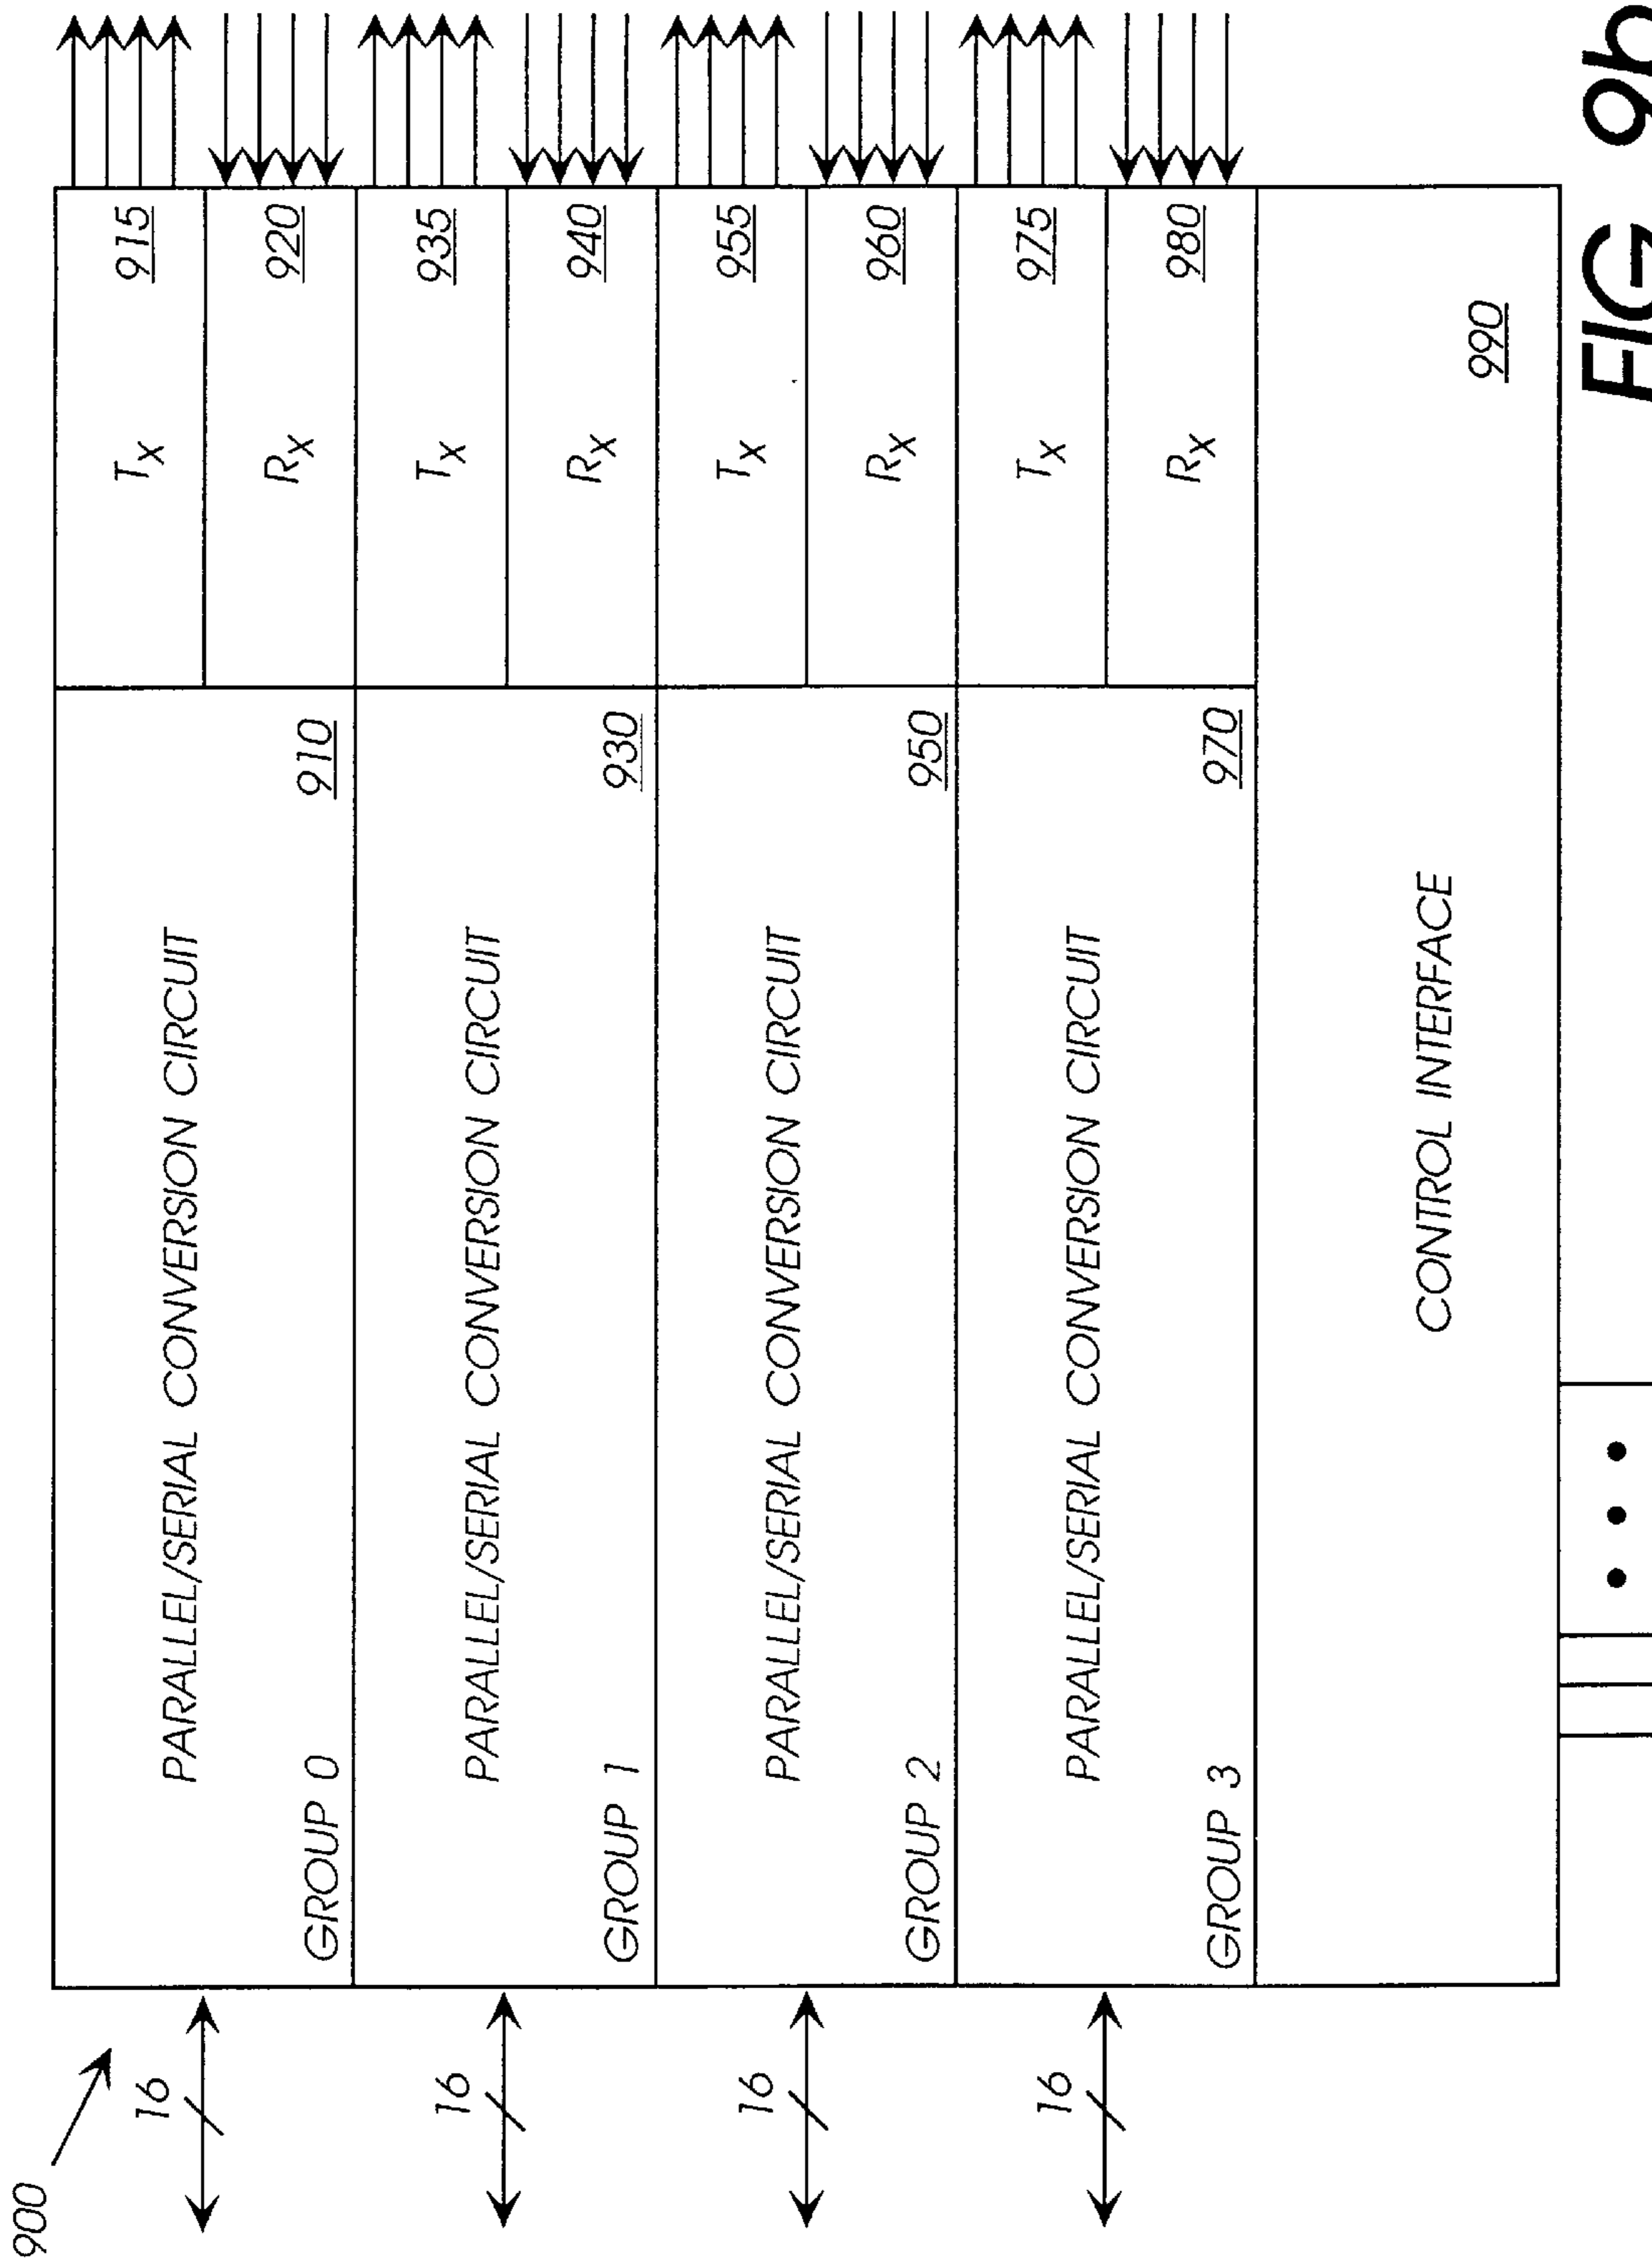 900
16
PARALLEL/SERIAL CONVERSION CIRCUIT
GROUP 0
910
Tx
915
Rx
920
16
PARALLEL/SERIAL CONVERSION CIRCUIT
GROUP 1
930
Tx
935
Rx
940
16
PARALLEL/SERIAL CONVERSION CIRCUIT
GROUP 2
950
Tx
955
Rx
960
16
PARALLEL/SERIAL CONVERSION CIRCUIT
GROUP 3
970
Tx
975
Rx
980
CONTROL INTERFACE
990
FIG 9b